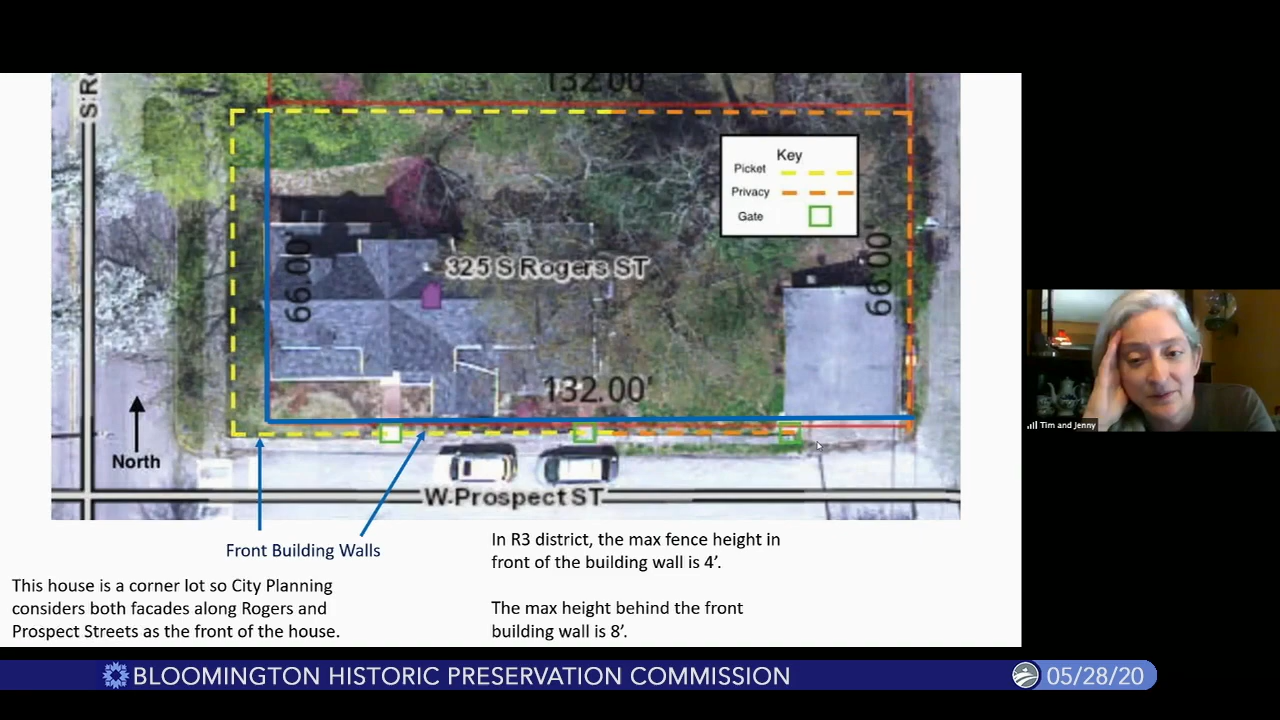 132.00'
S R
Key
Picket
Privacy
Gate
66.00'
325 S Rogers ST
66.00'
132.00'
North
W Prospect ST
Front Building Walls
This house is a corner lot so City Planning
considers both facades along Rogers and
Prospect Streets as the front of the house.
In R3 district, the max fence height in
front of the building wall is 4’.
The max height behind the front
building wall is 8’.
Tim and Jenny
BLOOMINGTON HISTORIC PRESERVATION COMMISSION
05/28/20